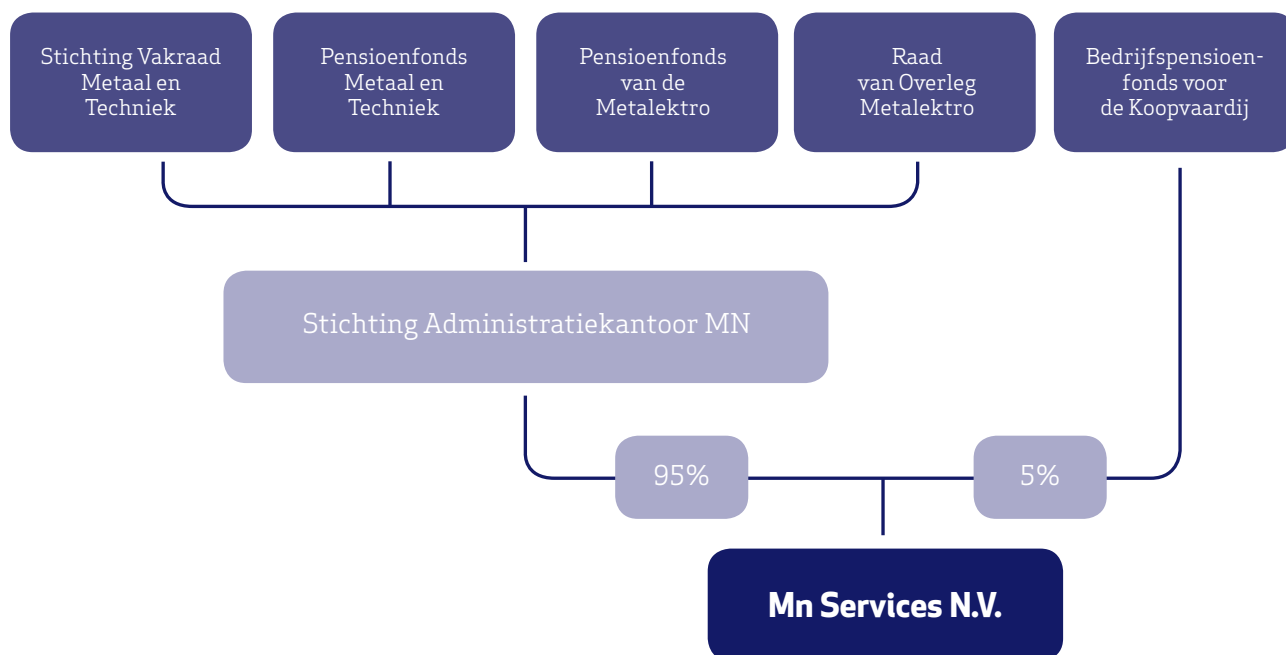 Stichting Vakraad
Metaal en
Techniek
Pensioenfonds
Metaal en
Techniek
Pensioenfonds
van de
Metalektro
Raad
van Overleg
Metalektro
Bedrijfspensioen-
fonds voor
de Koopvaardij
Stichting Administratiekantoor MN
95%
5%
Mn Services N.V.